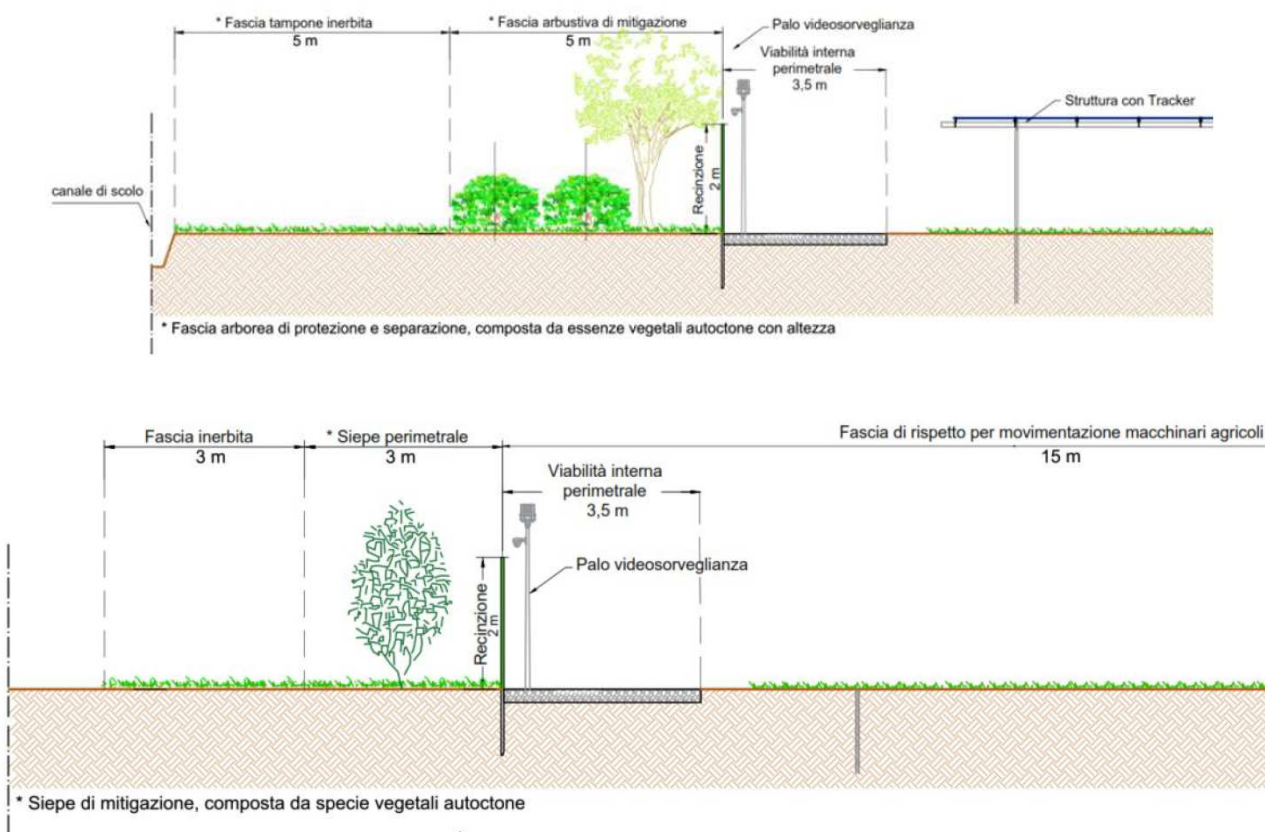 * Fascia tampone inerbita
5 m
* Fascia arbustiva di mitigazione
5 m
Palo videosorveglianza
Viabilità interna
perimetrale
3,5 m
Struttura con Tracker
canale di scolo
Recinzione
2 m
* Fascia arborea di protezione e separazione, composta da essenze vegetali autoctone con altezza
Fascia inerbita
3 m
* Siepe perimetrale
3 m
Fascia di rispetto per movimentazione macchinari agricoli
15 m
Viabilità interna
perimetrale
3,5 m
Palo videosorveglianza
Recinzione
2 m
* Siepe di mitigazione, composta da specie vegetali autoctone